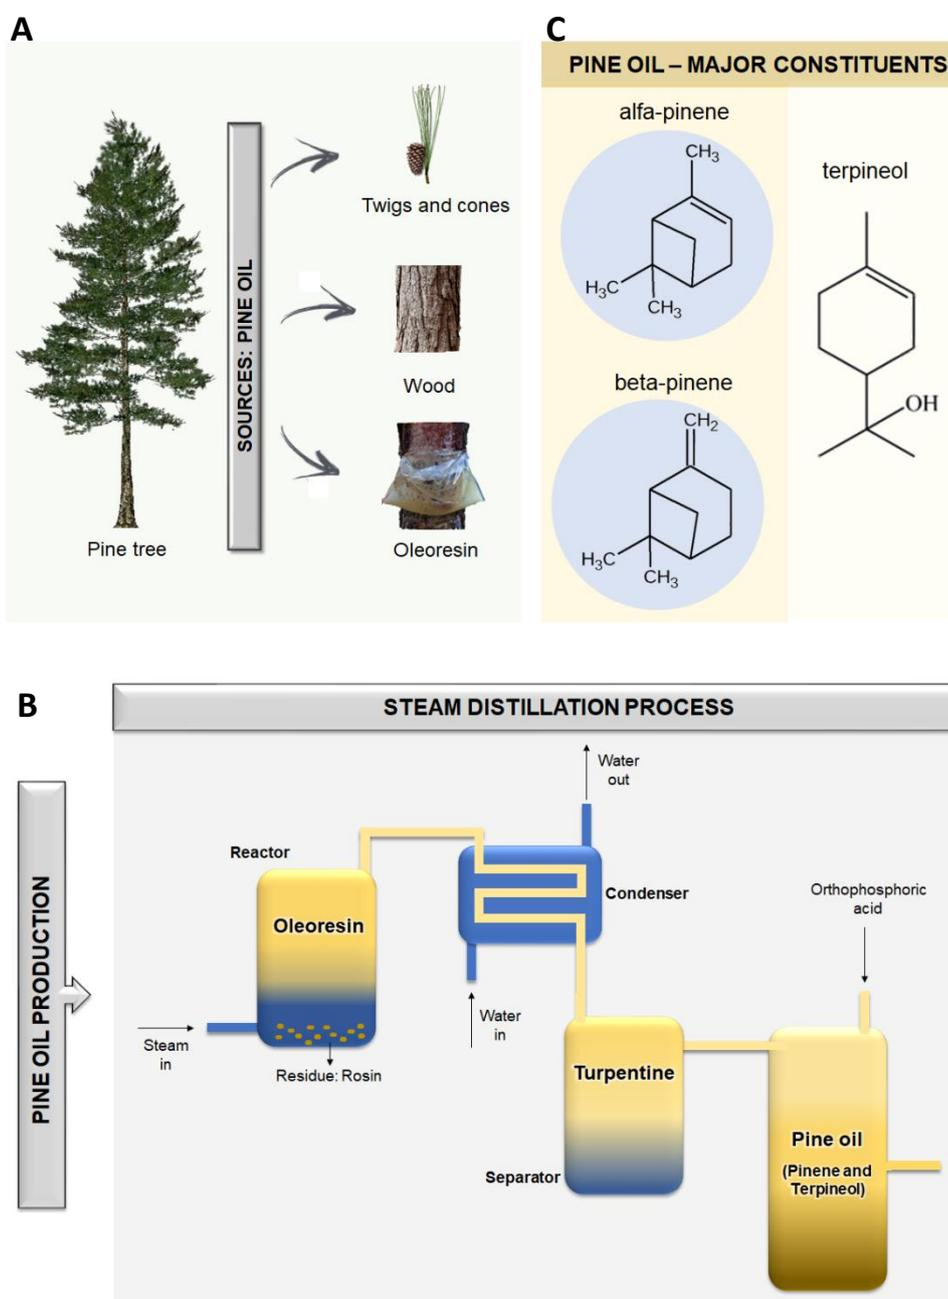 A
SOURCES: PINE OIL
Pine tree
Twigs and cones
Wood
Oleoresin
C
PINE OIL – MAJOR CONSTITUENTS
alfa-pinene
CH3
H3C
CH3
beta-pinene
CH2
H3C
CH3
terpineol
OH
B
PINE OIL PRODUCTION
STEAM DISTILLATION PROCESS
Water
out
Reactor
Oleoresin
Condenser
Orthophosphoric
acid
Steam
in
Residue: Rosin
Water
in
Turpentine
Separator
Pine oil
(Pinene and
Terpineol)